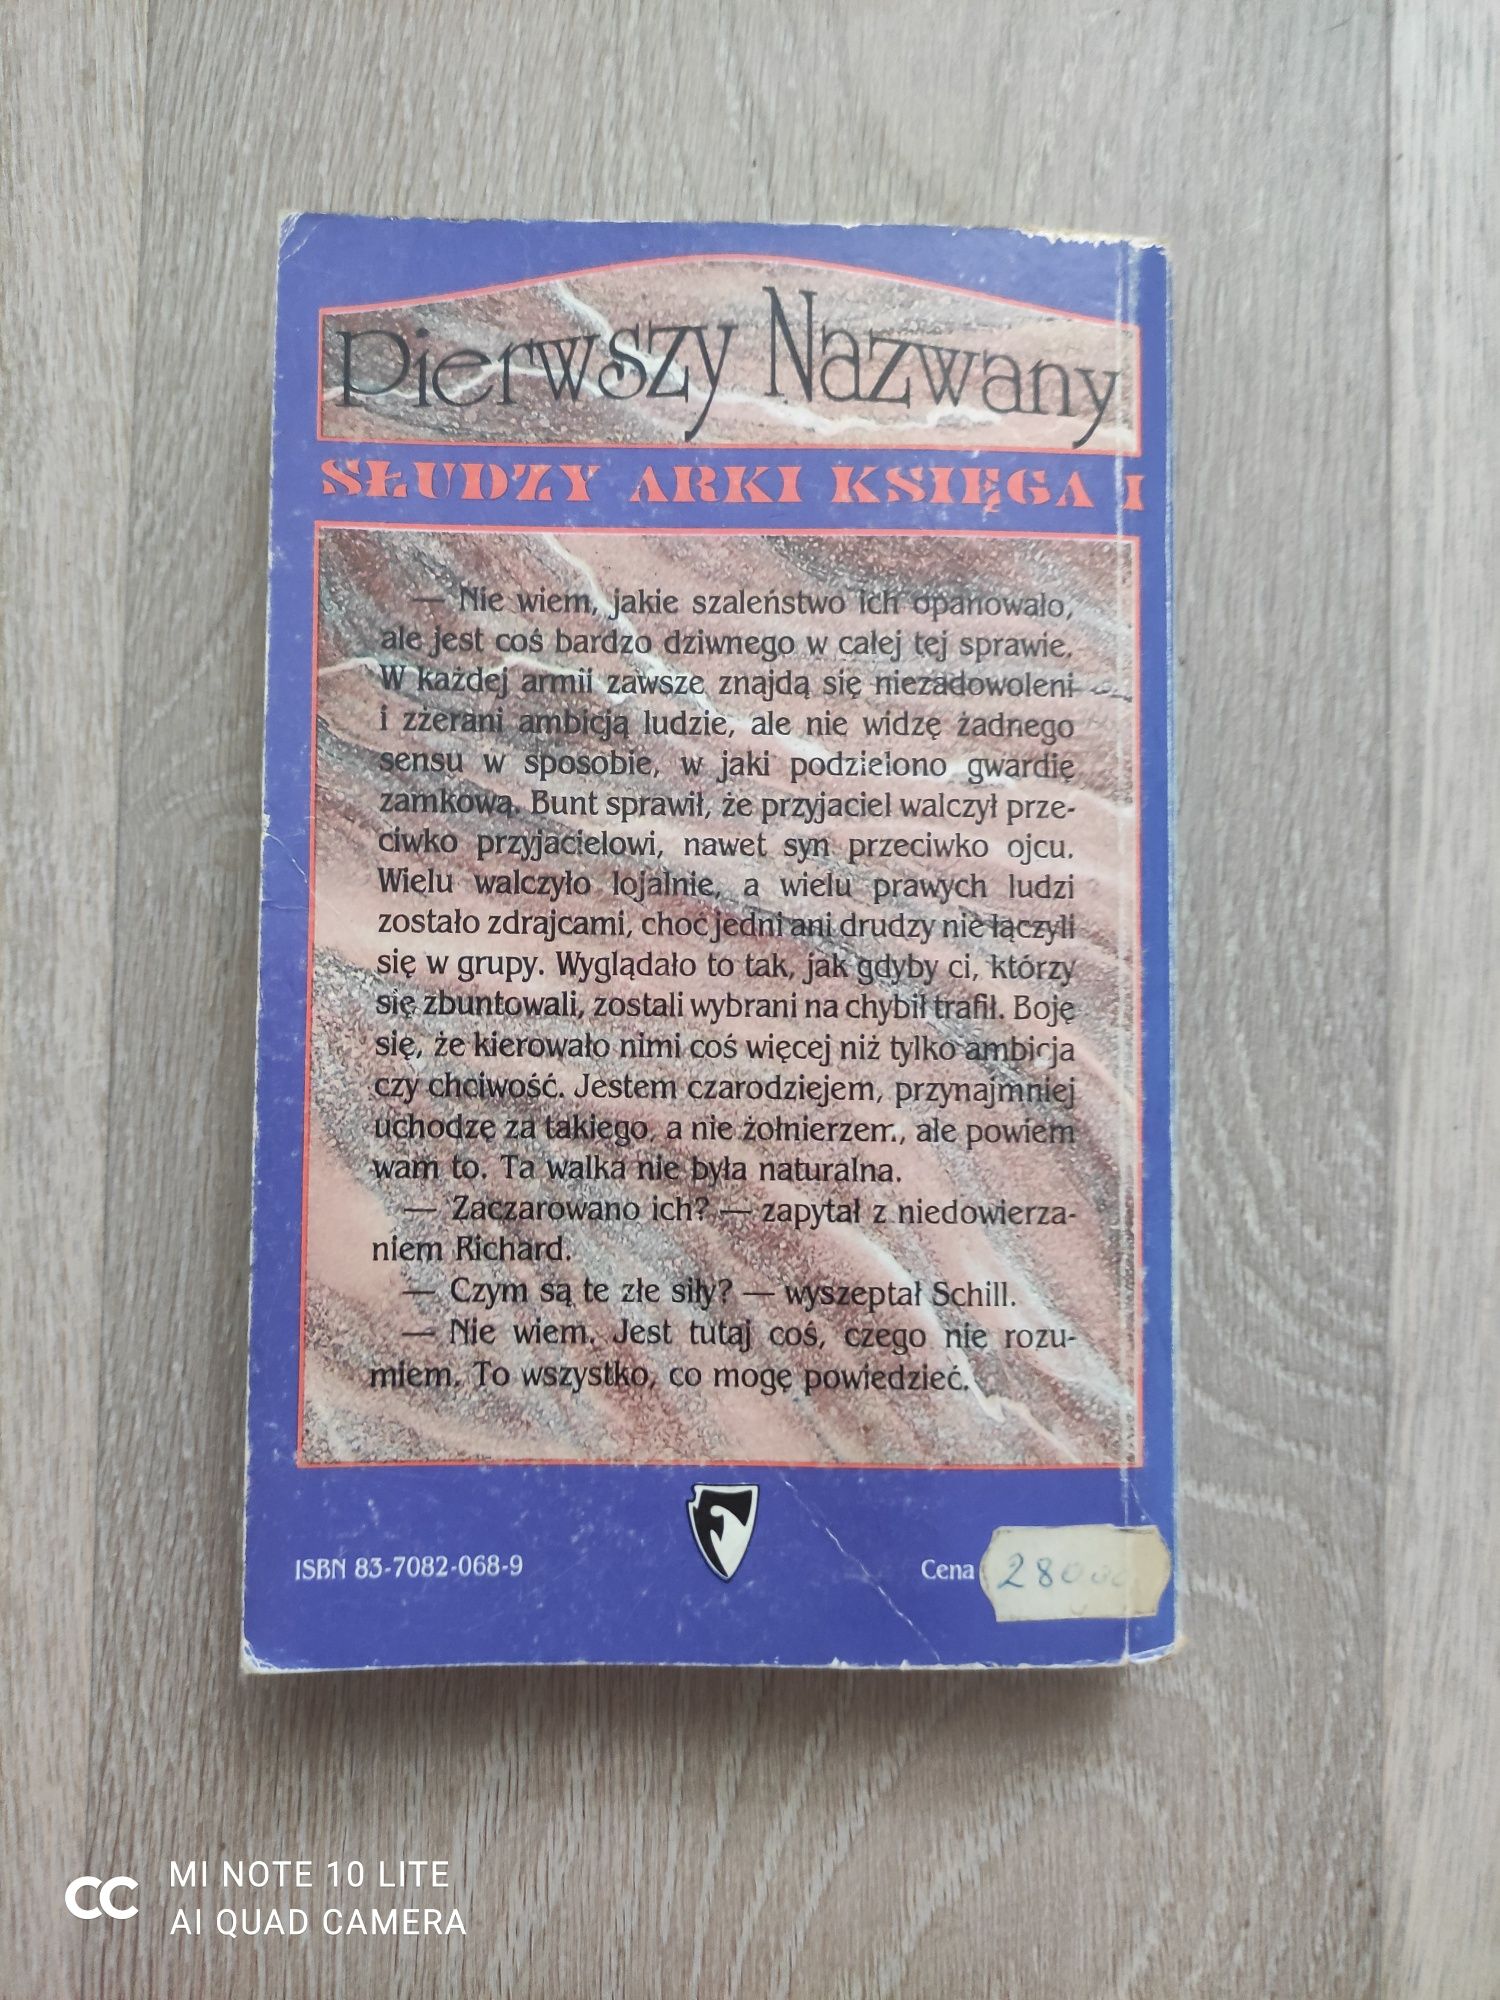 Pierwszy Nazwany
SŁUDZY ARKI KSIĘGA I
— Nie wiem, jakie szaleństwo ich opanowało,
ale jest coś bardzo dziwnego w całej tej sprawie.
W każdej armii zawsze znajdą się niezadowoleni
i zżerani ambicją ludzie, ale nie widzę żadnego
sensu w sposobie, w jaki podzielono gwardię
zamkową. Bunt sprawił, że przyjaciel walczył prze-
ciwko przyjacielowi, nawet syn przeciwko ojcu.
Wielu walczyło lojalnie, a wielu prawych ludzi
zostało zdrajcami, choć jedni ani drudzy nie łączyli
się w grupy. Wyglądało to tak, jak gdyby ci, którzy
się zbuntowali, zostali wybrani na chybił trafił. Boję
się, że kierowało nimi coś więcej niż tylko ambicja
czy chciwość. Jestem czarodziejem, przynajmniej
uchodzę za takiego, a nie żołnierzem, ale powiem
wam to. Ta walka nie była naturalna.
— Zaczarowano ich? — zapytał z niedowierza-
niem Richard.
— Czym są te złe siły? — wyszeptał Schill.
— Nie wiem. Jest tutaj coś, czego nie rozu-
miem. To wszystko, co mogę powiedzieć.
ISBN 83-7082-068-9
Cena
MI NOTE 10 LITE
AI QUAD CAMERA